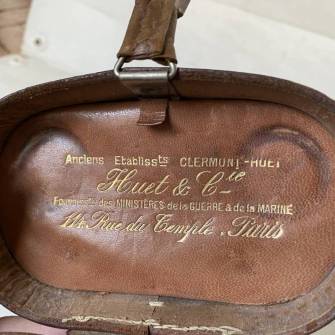 Anciens Etablissts CLERMONT-HUET
Huet & Cie
Fournisseur des MINISTÈRES de la GUERRE & de la MARINE
114, Rue du Temple, Paris